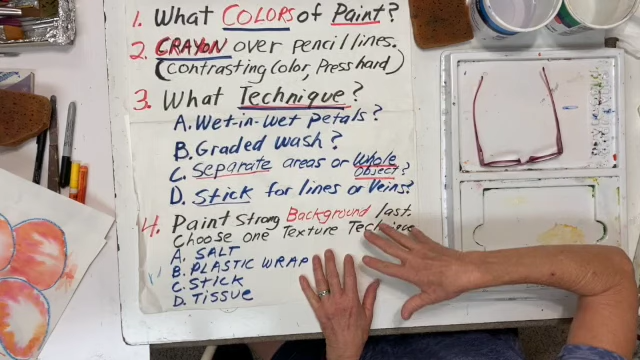 1. What COLORS of Paint?
2. CRAYON over pencil lines.
(contrasting Color, Press hard)
3. What Technique?
A. Wet-in-Wet petals?
B. Graded wash?
C. Separate areas or Whole Object?
D. Stick for lines or Veins?
4. Paint Strong Background last.
Choose one Texture Technique
A. SALT
B. PLASTIC WRAP
C. STICK
D. TISSUE